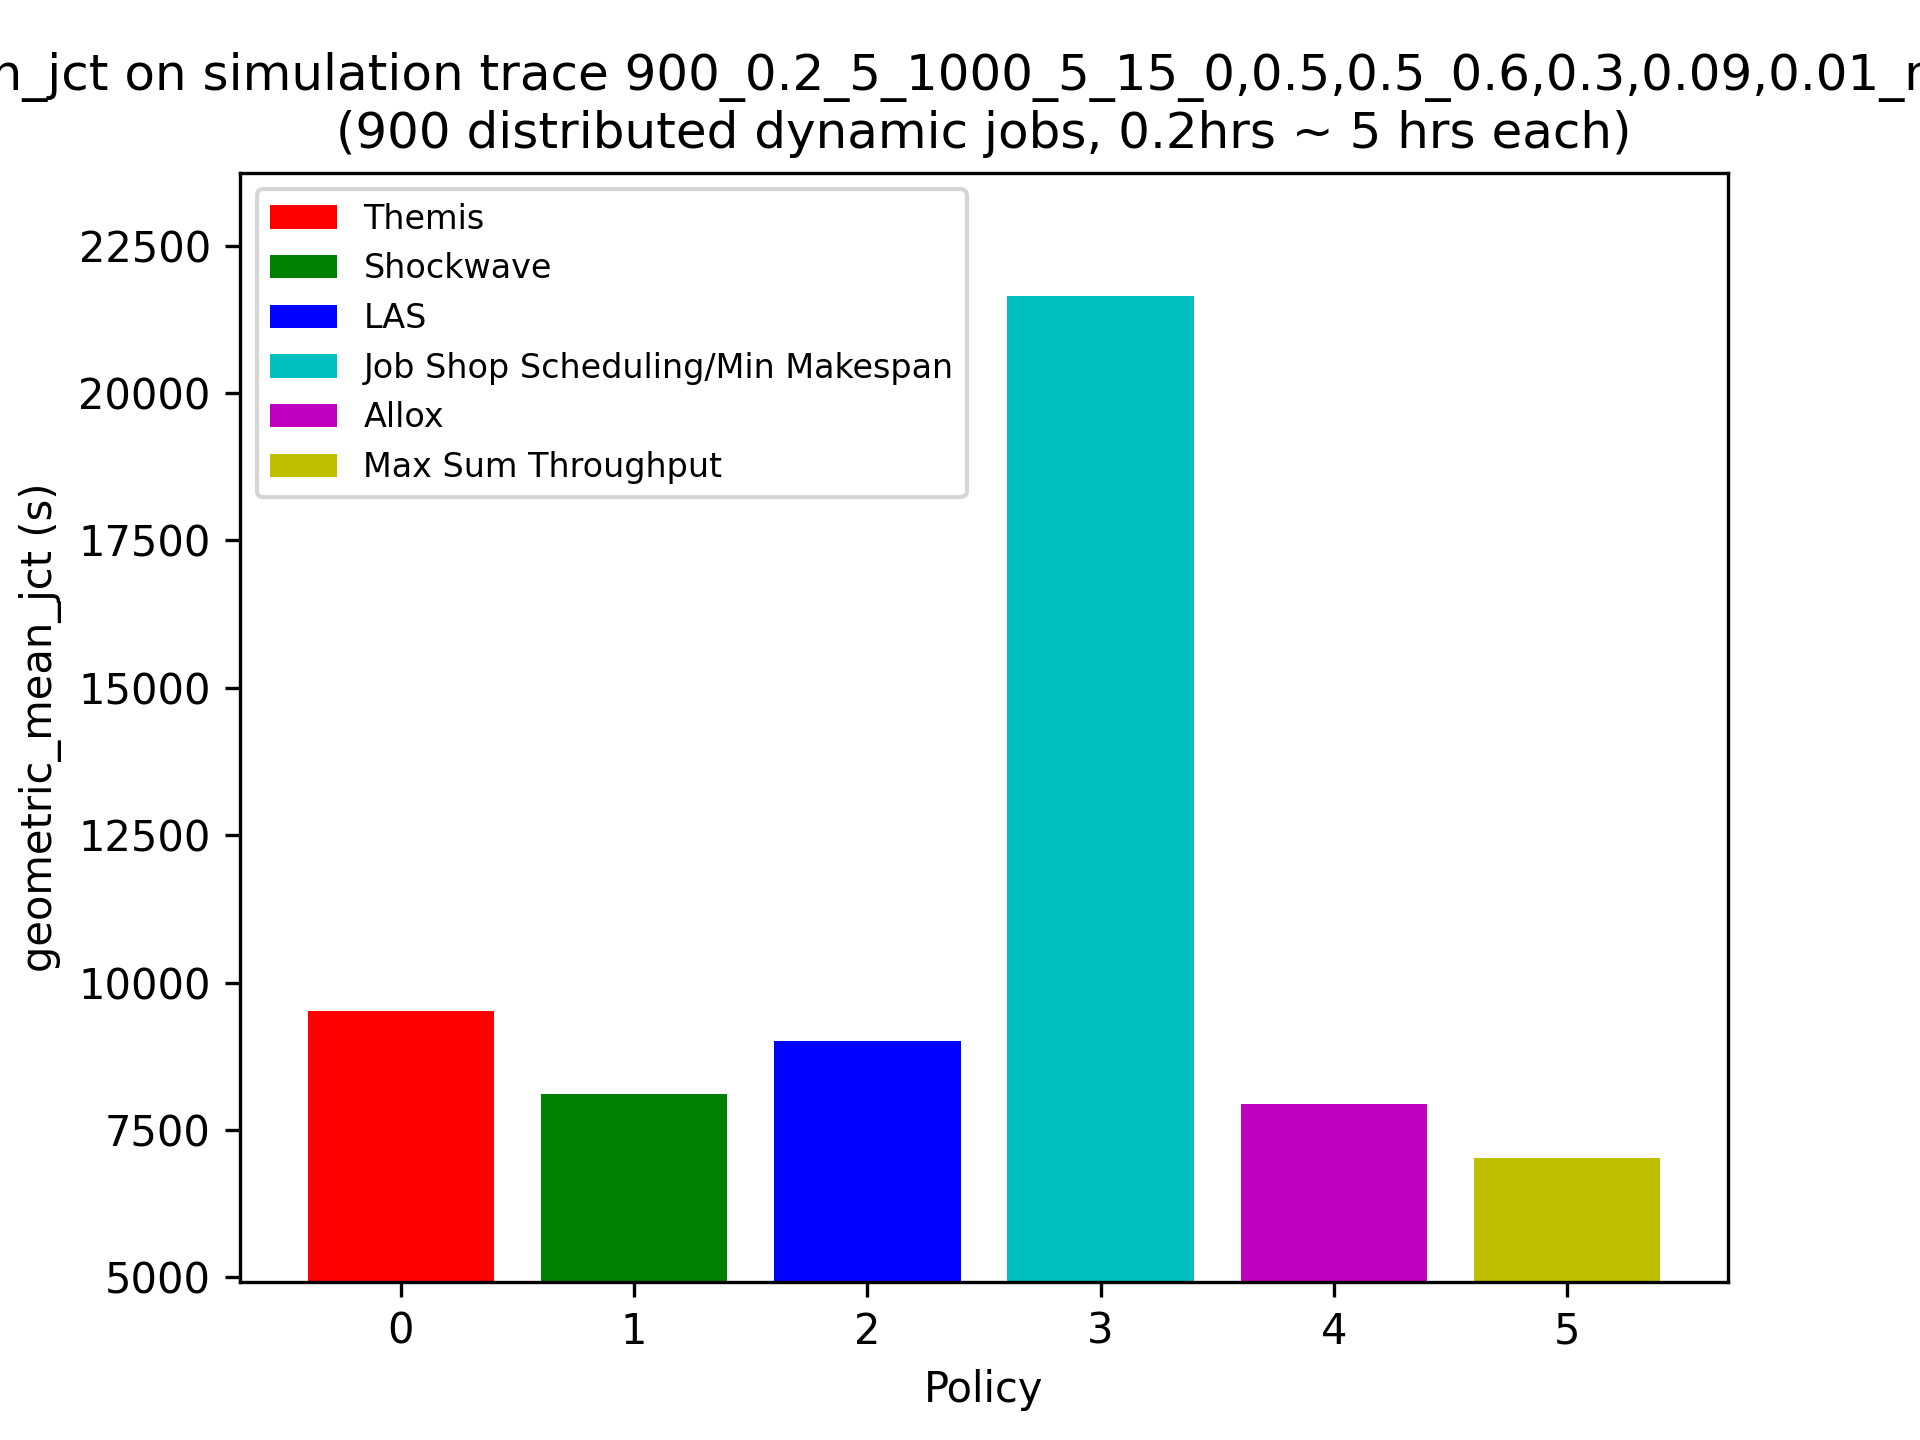 n_jct on simulation trace 900_0.2_5_1000_5_15_0,0.5,0.5_0.6,0.3,0.09,0.01_
(900 distributed dynamic jobs, 0.2hrs ~ 5 hrs each)
Themis
Shockwave
LAS
Job Shop Scheduling/Min Makespan
Allox
Max Sum Throughput
geometric_mean_jct (s)
22500
20000
17500
15000
12500
10000
7500
5000
0 1 2 3 4 5
Policy